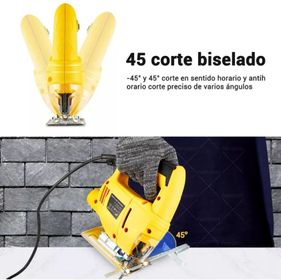 45 corte biselado
-45° y 45° corte en sentido horario y antih
orario corte preciso de varios ángulos
45°